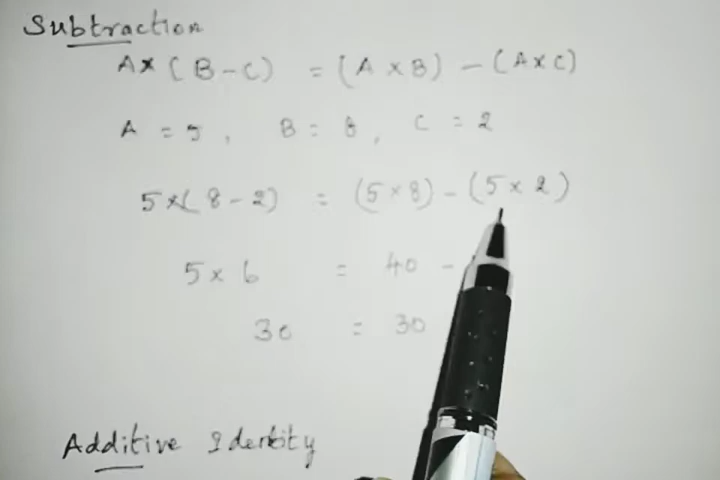 Subtraction
A × ( B - C ) = ( A × B ) - ( A × C )
A = 5 , B = 8 , C = 2
5 × ( 8 - 2 ) = ( 5 × 8 ) - ( 5 × 2 )
5 × 6 = 40 -
30 = 30
Additive Identity